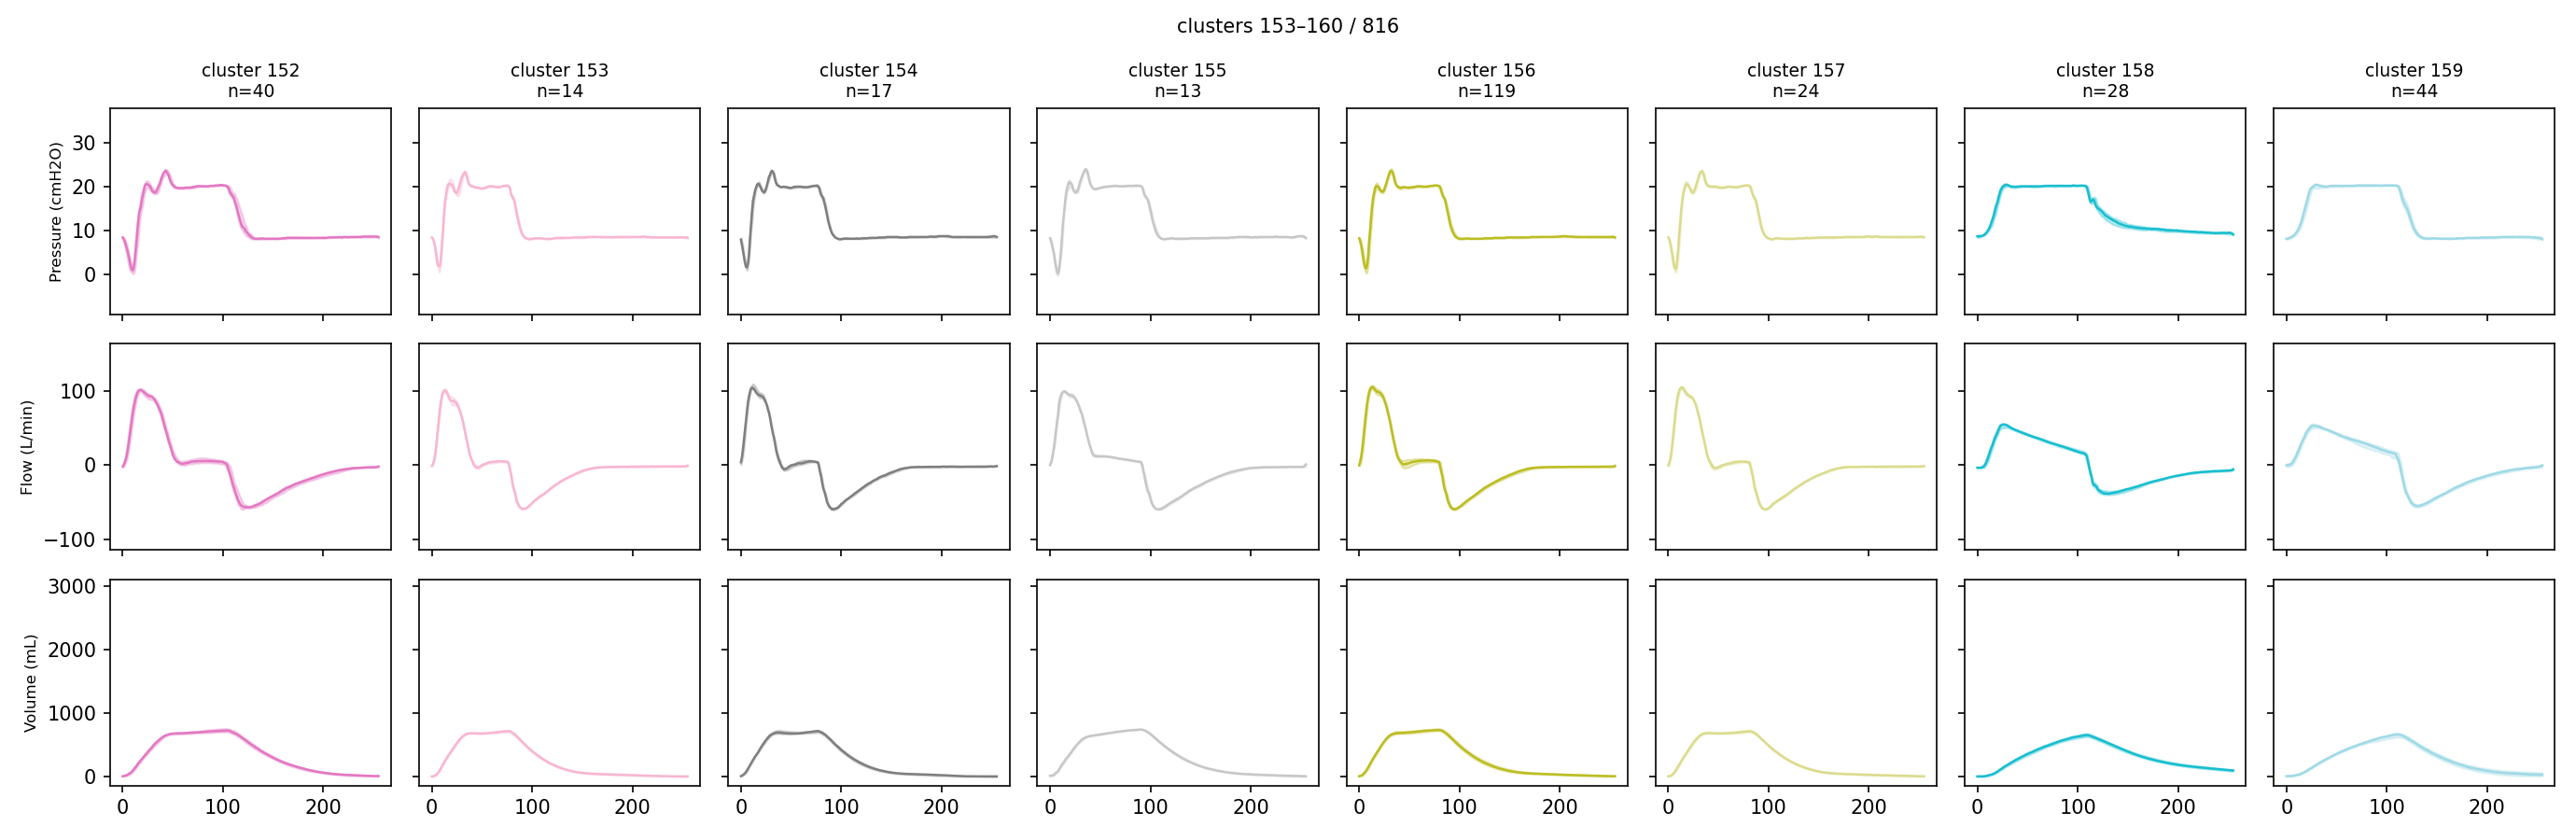 clusters 153–160 / 816
cluster 152
n=40
cluster 153
n=14
cluster 154
n=17
cluster 155
n=13
cluster 156
n=119
cluster 157
n=24
cluster 158
n=28
cluster 159
n=44
Pressure (cmH2O)
30
20
10
0
Flow (L/min)
100
0
−100
Volume (mL)
3000
2000
1000
0
0 100 200
0 100 200
0 100 200
0 100 200
0 100 200
0 100 200
0 100 200
0 100 200